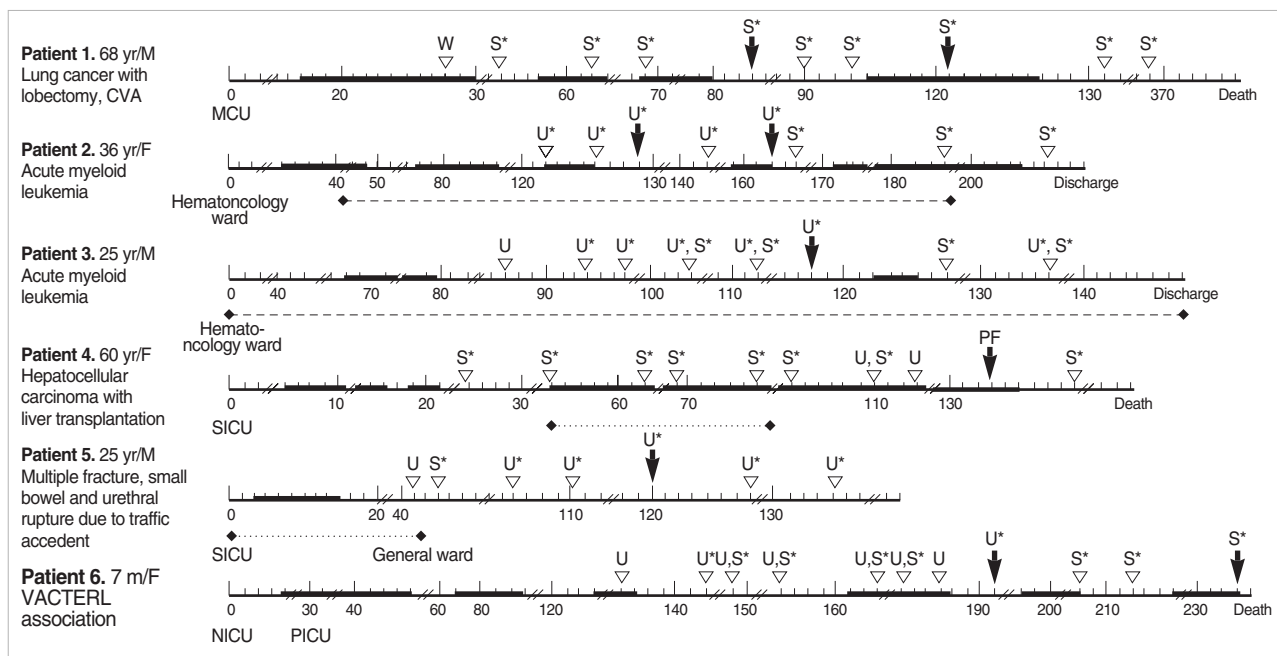 W S* S* S* S* S* S* S* S* S*
Patient 1. 68 yr/M
Lung cancer with
lobectomy, CVA
0 20 30 60 70 80 90 120 130 370 Death
MCU
U* U* U* U* U* S* S* S*
Patient 2. 36 yr/F
Acute myeloid
leukemia
0 40 50 80 120 130 140 160 170 180 200 Discharge
Hematoncology
ward
U U* U* U*, S* U*, S* U* S* U*, S*
Patient 3. 25 yr/M
Acute myeloid
leukemia
0 40 70 80 90 100 110 120 130 140 Discharge
Hemato-
ncology ward
S* S* S* S* S* S* U, S* U PF S*
Patient 4. 60 yr/F
Hepatocellular
carcinoma with
liver transplantation
0 10 20 30 60 70 110 130 Death
SICU
U S* U* U* U* U* U*
Patient 5. 25 yr/M
Multiple fracture, small
bowel and urethral
rupture due to traffic
accedent
0 20 40 110 120 130
SICU General ward
U U* U,S* U,S* U,S* U,S* U U* S* S* S*
Patient 6. 7 m/F
VACTERL
association
0 30 40 60 80 120 140 150 160 190 200 210 230 Death
NICU PICU